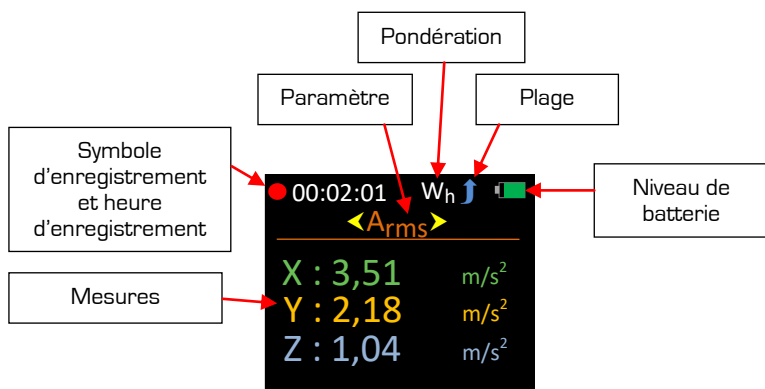 Pondération
Paramètre
Plage
Symbole
d'enregistrement
et heure
d'enregistrement
00:02:01 Wh
Niveau de
batterie
Arms
Mesures
X : 3,51 m/s²
Y : 2,18 m/s²
Z : 1,04 m/s²